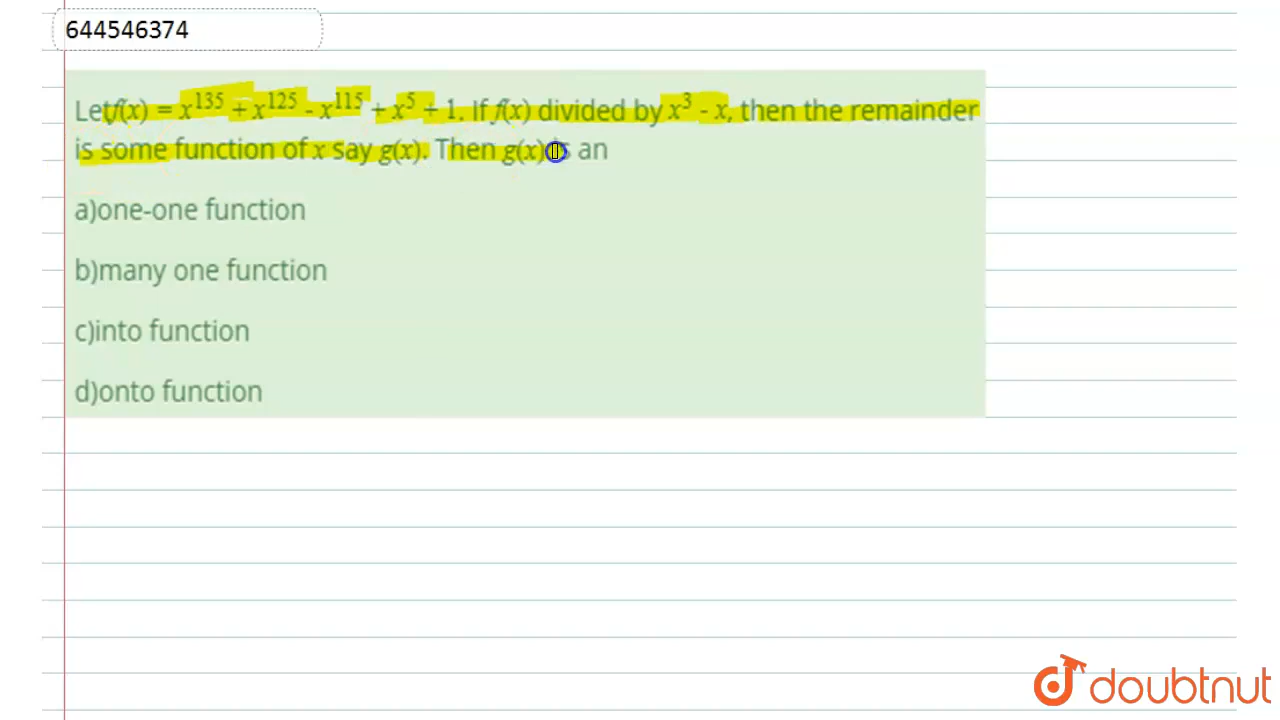 644546374
Let f(x) = x^135 + x^125 - x^115 + x^5 + 1. If f(x) divided by x^3 - x, then the remainder
is some function of x say g(x). Then g(x) is an
a)one-one function
b)many one function
c)into function
d)onto function
doubtnut